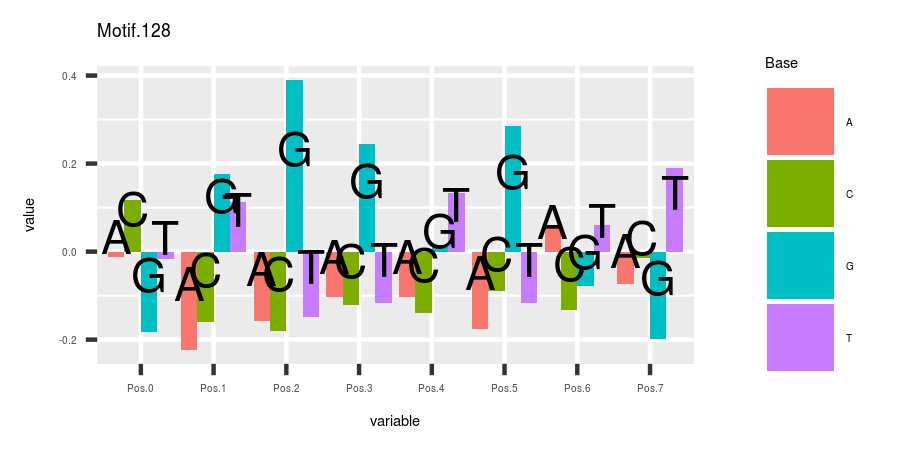 Motif.128
Base
0.4
0.2
0.0
-0.2
value
A C G T A C G T A C G T A C G T A C G T A C G T A C G T A C G T
Pos.0 Pos.1 Pos.2 Pos.3 Pos.4 Pos.5 Pos.6 Pos.7
variable
A
C
G
T